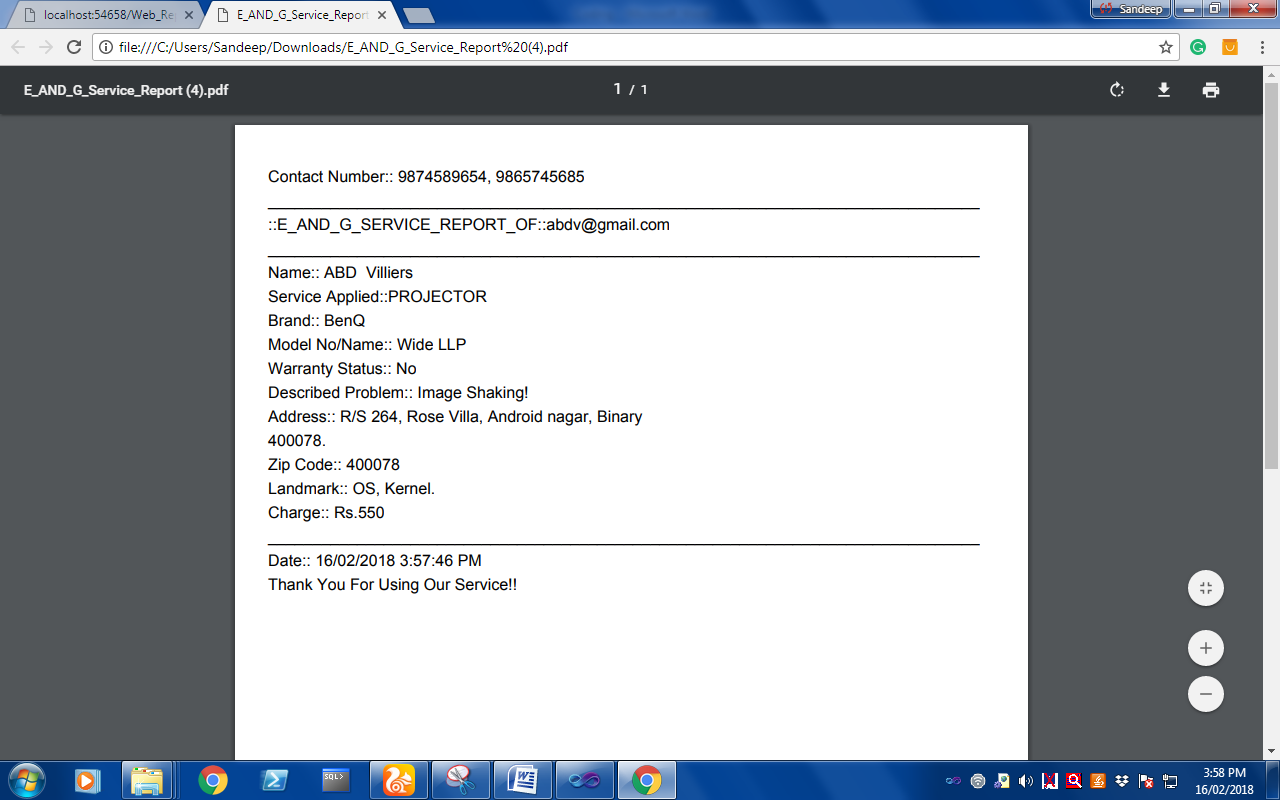 localhost:54658/Web_Rep
E_AND_G_Service_Report
Sandeep
file:///C:/Users/Sandeep/Downloads/E_AND_G_Service_Report%20(4).pdf
E_AND_G_Service_Report (4).pdf
1 / 1
Contact Number:: 9874589654, 9865745685
::E_AND_G_SERVICE_REPORT_OF::abdv@gmail.com
Name:: ABD  Villiers
Service Applied::PROJECTOR
Brand:: BenQ
Model No/Name:: Wide LLP
Warranty Status:: No
Described Problem:: Image Shaking!
Address:: R/S 264, Rose Villa, Android nagar, Binary
400078.
Zip Code:: 400078
Landmark:: OS, Kernel.
Charge:: Rs.550
Date:: 16/02/2018 3:57:46 PM
Thank You For Using Our Service!!
SQL>
3:58 PM
16/02/2018